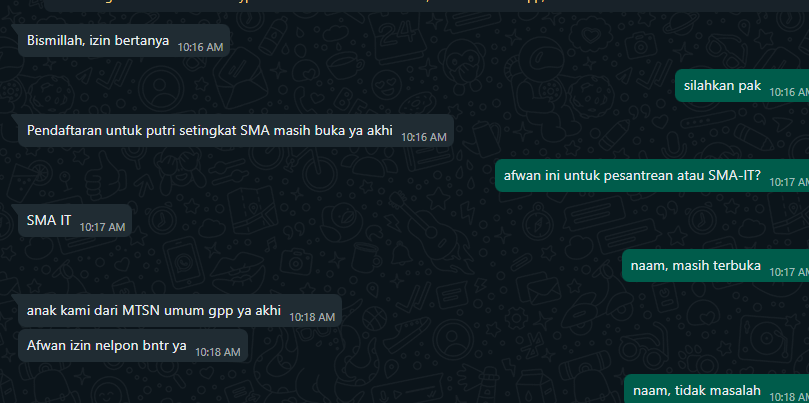 Bismillah, izin bertanya 10:16 AM
silahkan pak 10:16 AM
Pendaftaran untuk putri setingkat SMA masih buka ya akhi 10:16 AM
afwan ini untuk pesantrean atau SMA-IT? 10:17 AM
SMA IT 10:17 AM
naam, masih terbuka 10:17 AM
anak kami dari MTSN umum gpp ya akhi 10:18 AM
Afwan izin nelpon bntr ya 10:18 AM
naam, tidak masalah 10:18 AM